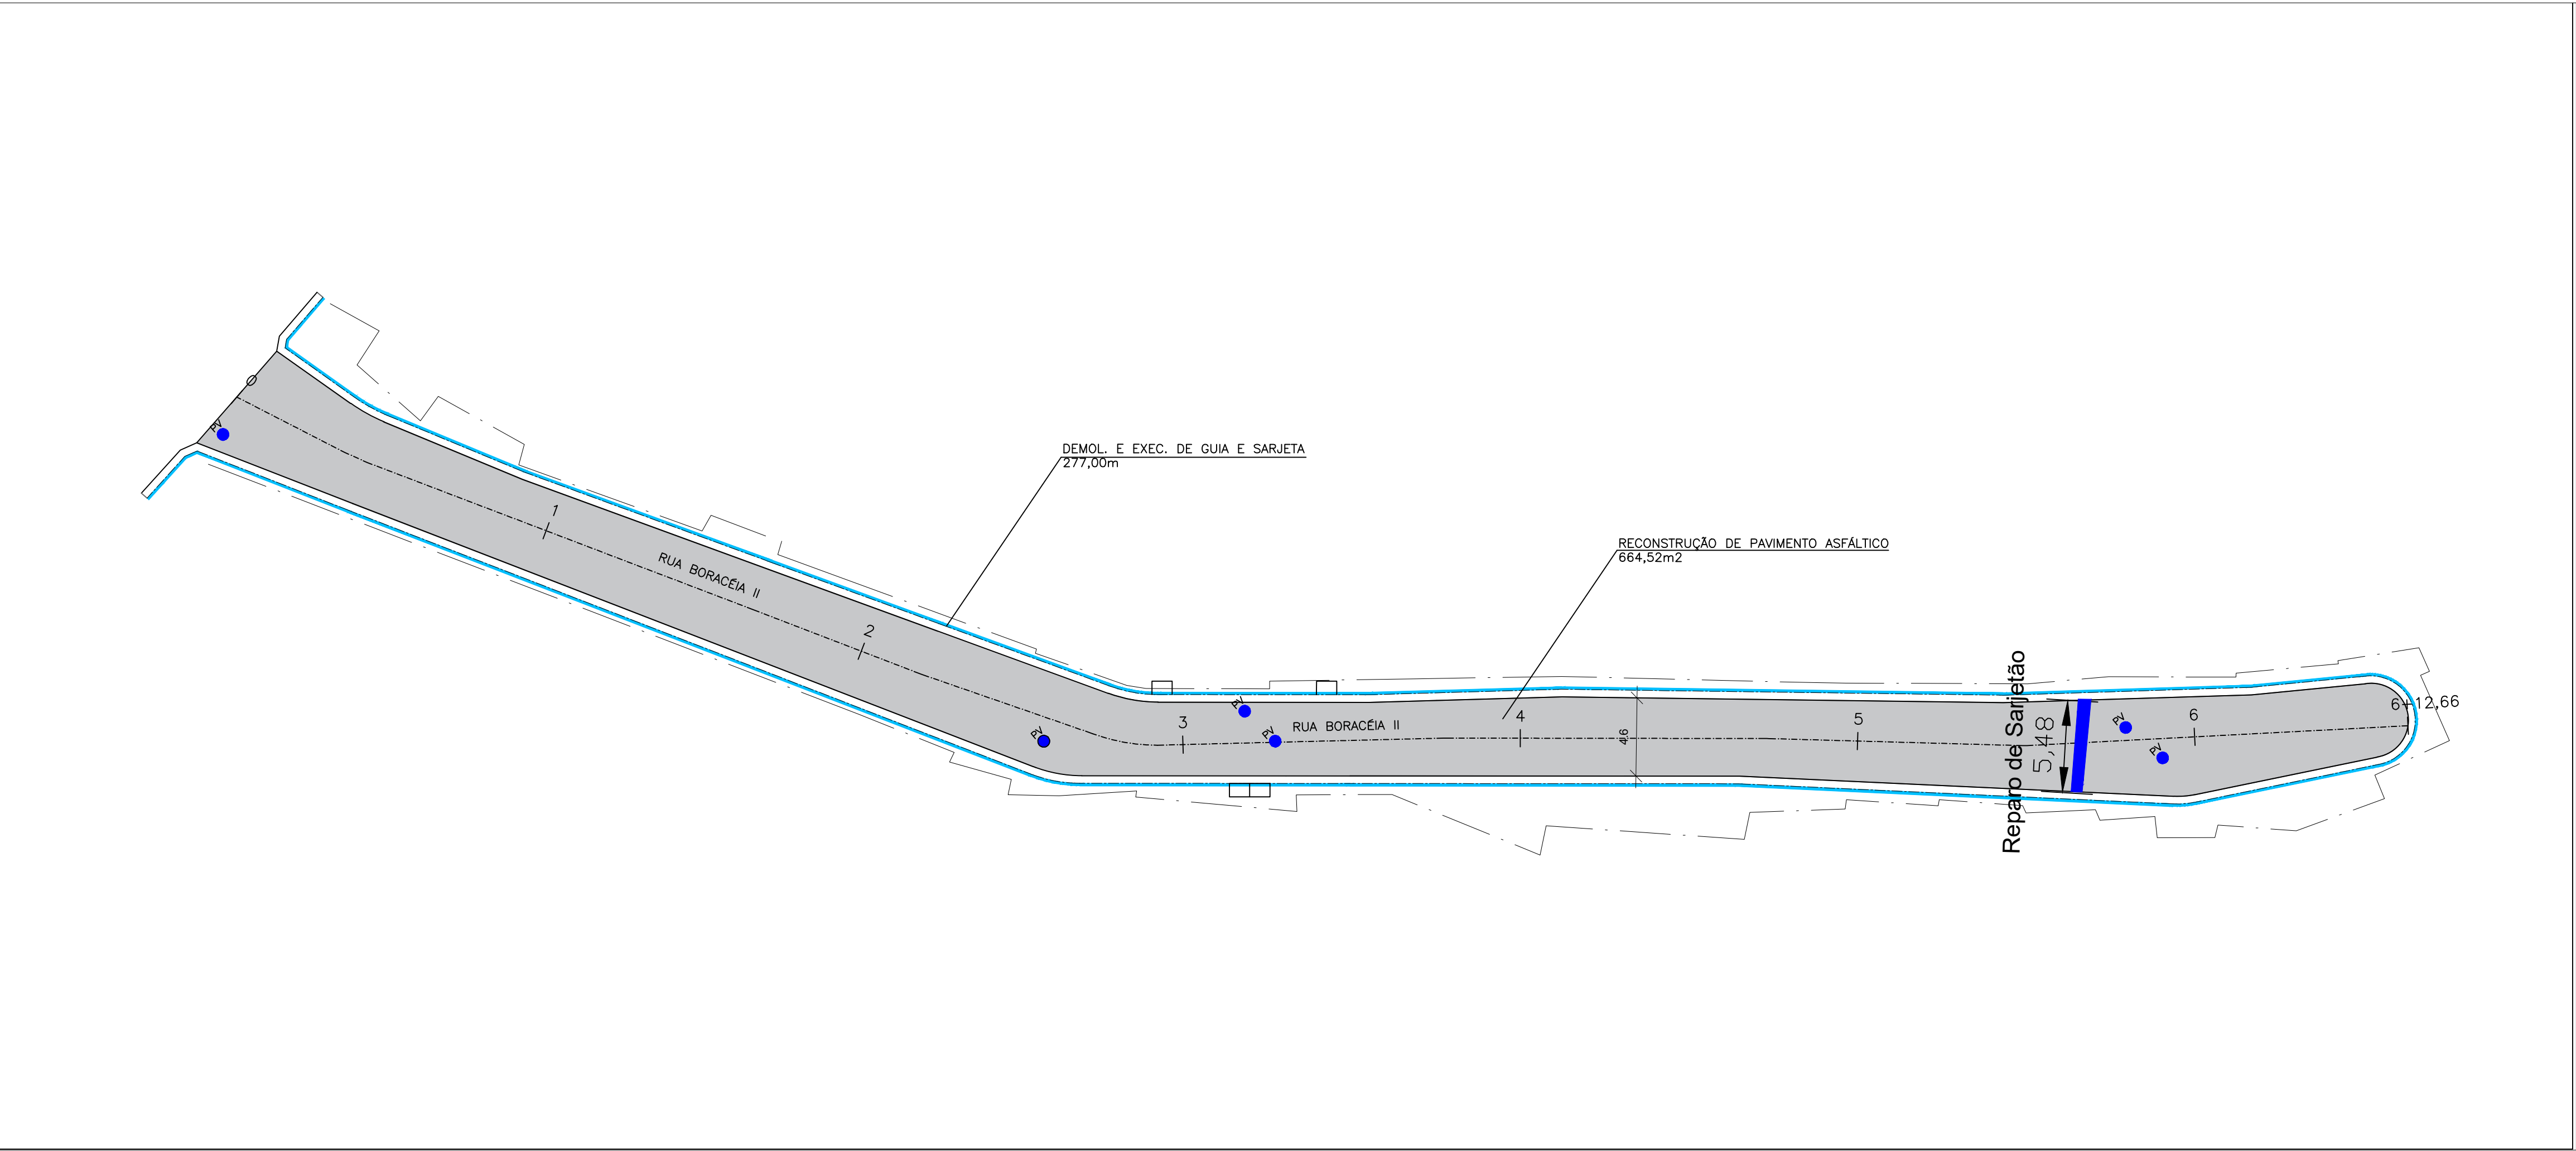 0
PV
1
RUA BORACÉIA II
2
DEMOL. E EXEC. DE GUIA E SARJETA
277,00m
RECONSTRUÇÃO DE PAVIMENTO ASFÁLTICO
664,52m2
PV
3
PV
PV
RUA BORACÉIA II
4
4.6
5
Reparo de Sarjetão
5,48
PV
PV
6
6+12,66